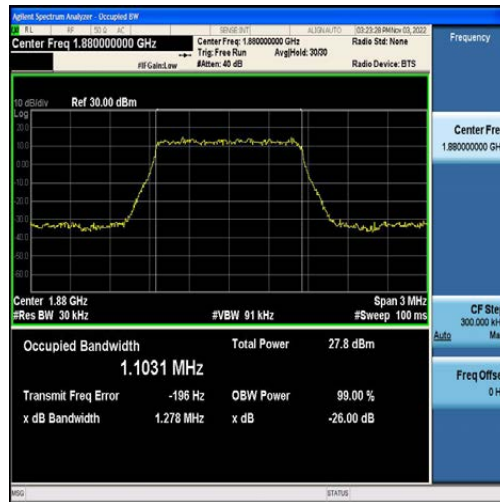 Agilent Spectrum Analyzer - Occupied BW
RL RF 50 Ω AC SENSE:INT ALIGNAUTO 03:23:28 PM Nov 03, 2022
Center Freq 1.880000000 GHz
Center Freq: 1.880000000 GHz
Radio Std: None
Trig: Free Run Avg|Hold: 30/30
#IFGain:Low
#Atten: 40 dB
Radio Device: BTS
Frequency
10 dB/div Ref 30.00 dBm
Log
20.0
10.0
0.00
-10.0
-20.0
-30.0
-40.0
-50.0
-60.0
Center 1.88 GHz
Span 3 MHz
#Res BW 30 kHz
#VBW 91 kHz
#Sweep 100 ms
Occupied Bandwidth
Total Power 27.8 dBm
1.1031 MHz
Transmit Freq Error -196 Hz
OBW Power 99.00 %
x dB Bandwidth 1.278 MHz
x dB -26.00 dB
Center Fre
1.880000000 GH
CF Ste
300.000 kH
Auto Ma
Freq Offse
0 H
MSG
STATUS